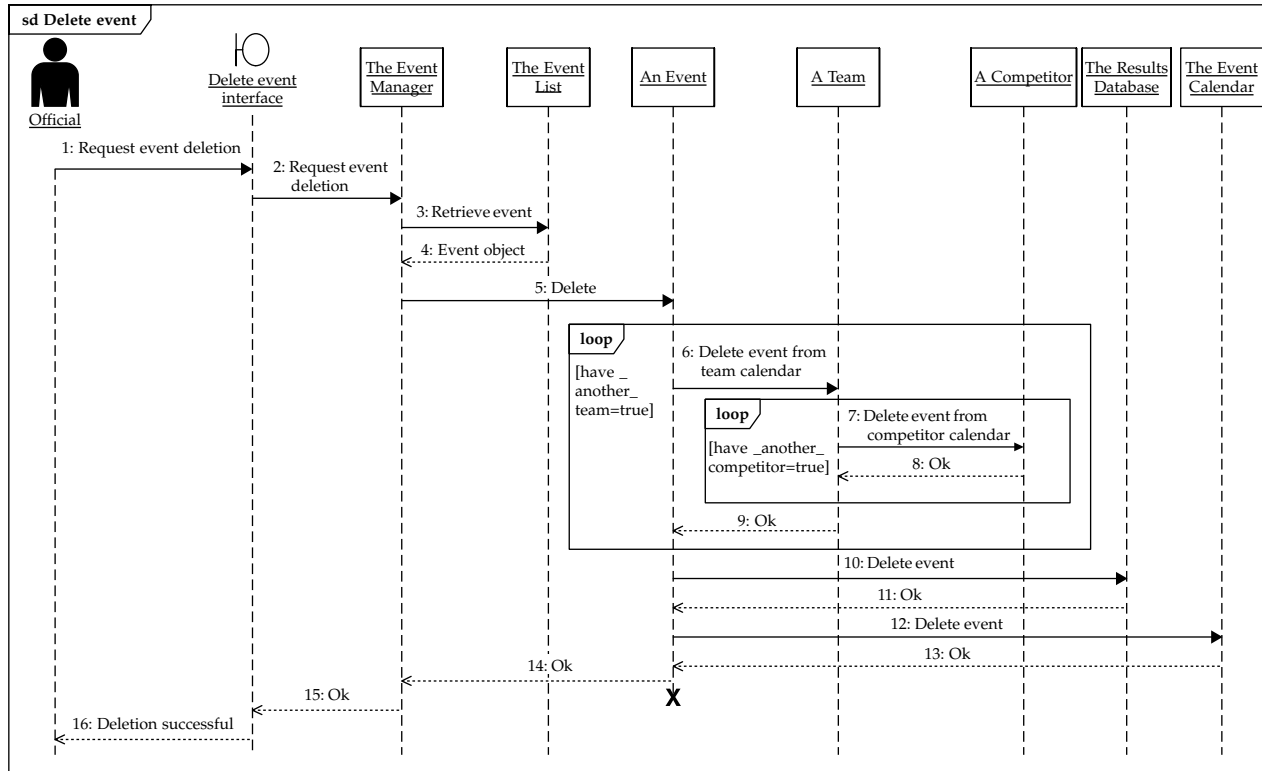 sd Delete event
Official
Delete event
interface
The Event
Manager
The Event
List
An Event
A Team
A Competitor
The Results
Database
The Event
Calendar
1: Request event deletion
2: Request event
deletion
3: Retrieve event
4: Event object
5: Delete
loop
[have _
another_
team=true]
6: Delete event from
team calendar
loop
[have _another_
competitor=true]
7: Delete event from
competitor calendar
8: Ok
9: Ok
10: Delete event
11: Ok
12: Delete event
13: Ok
14: Ok
15: Ok
16: Deletion successful
X